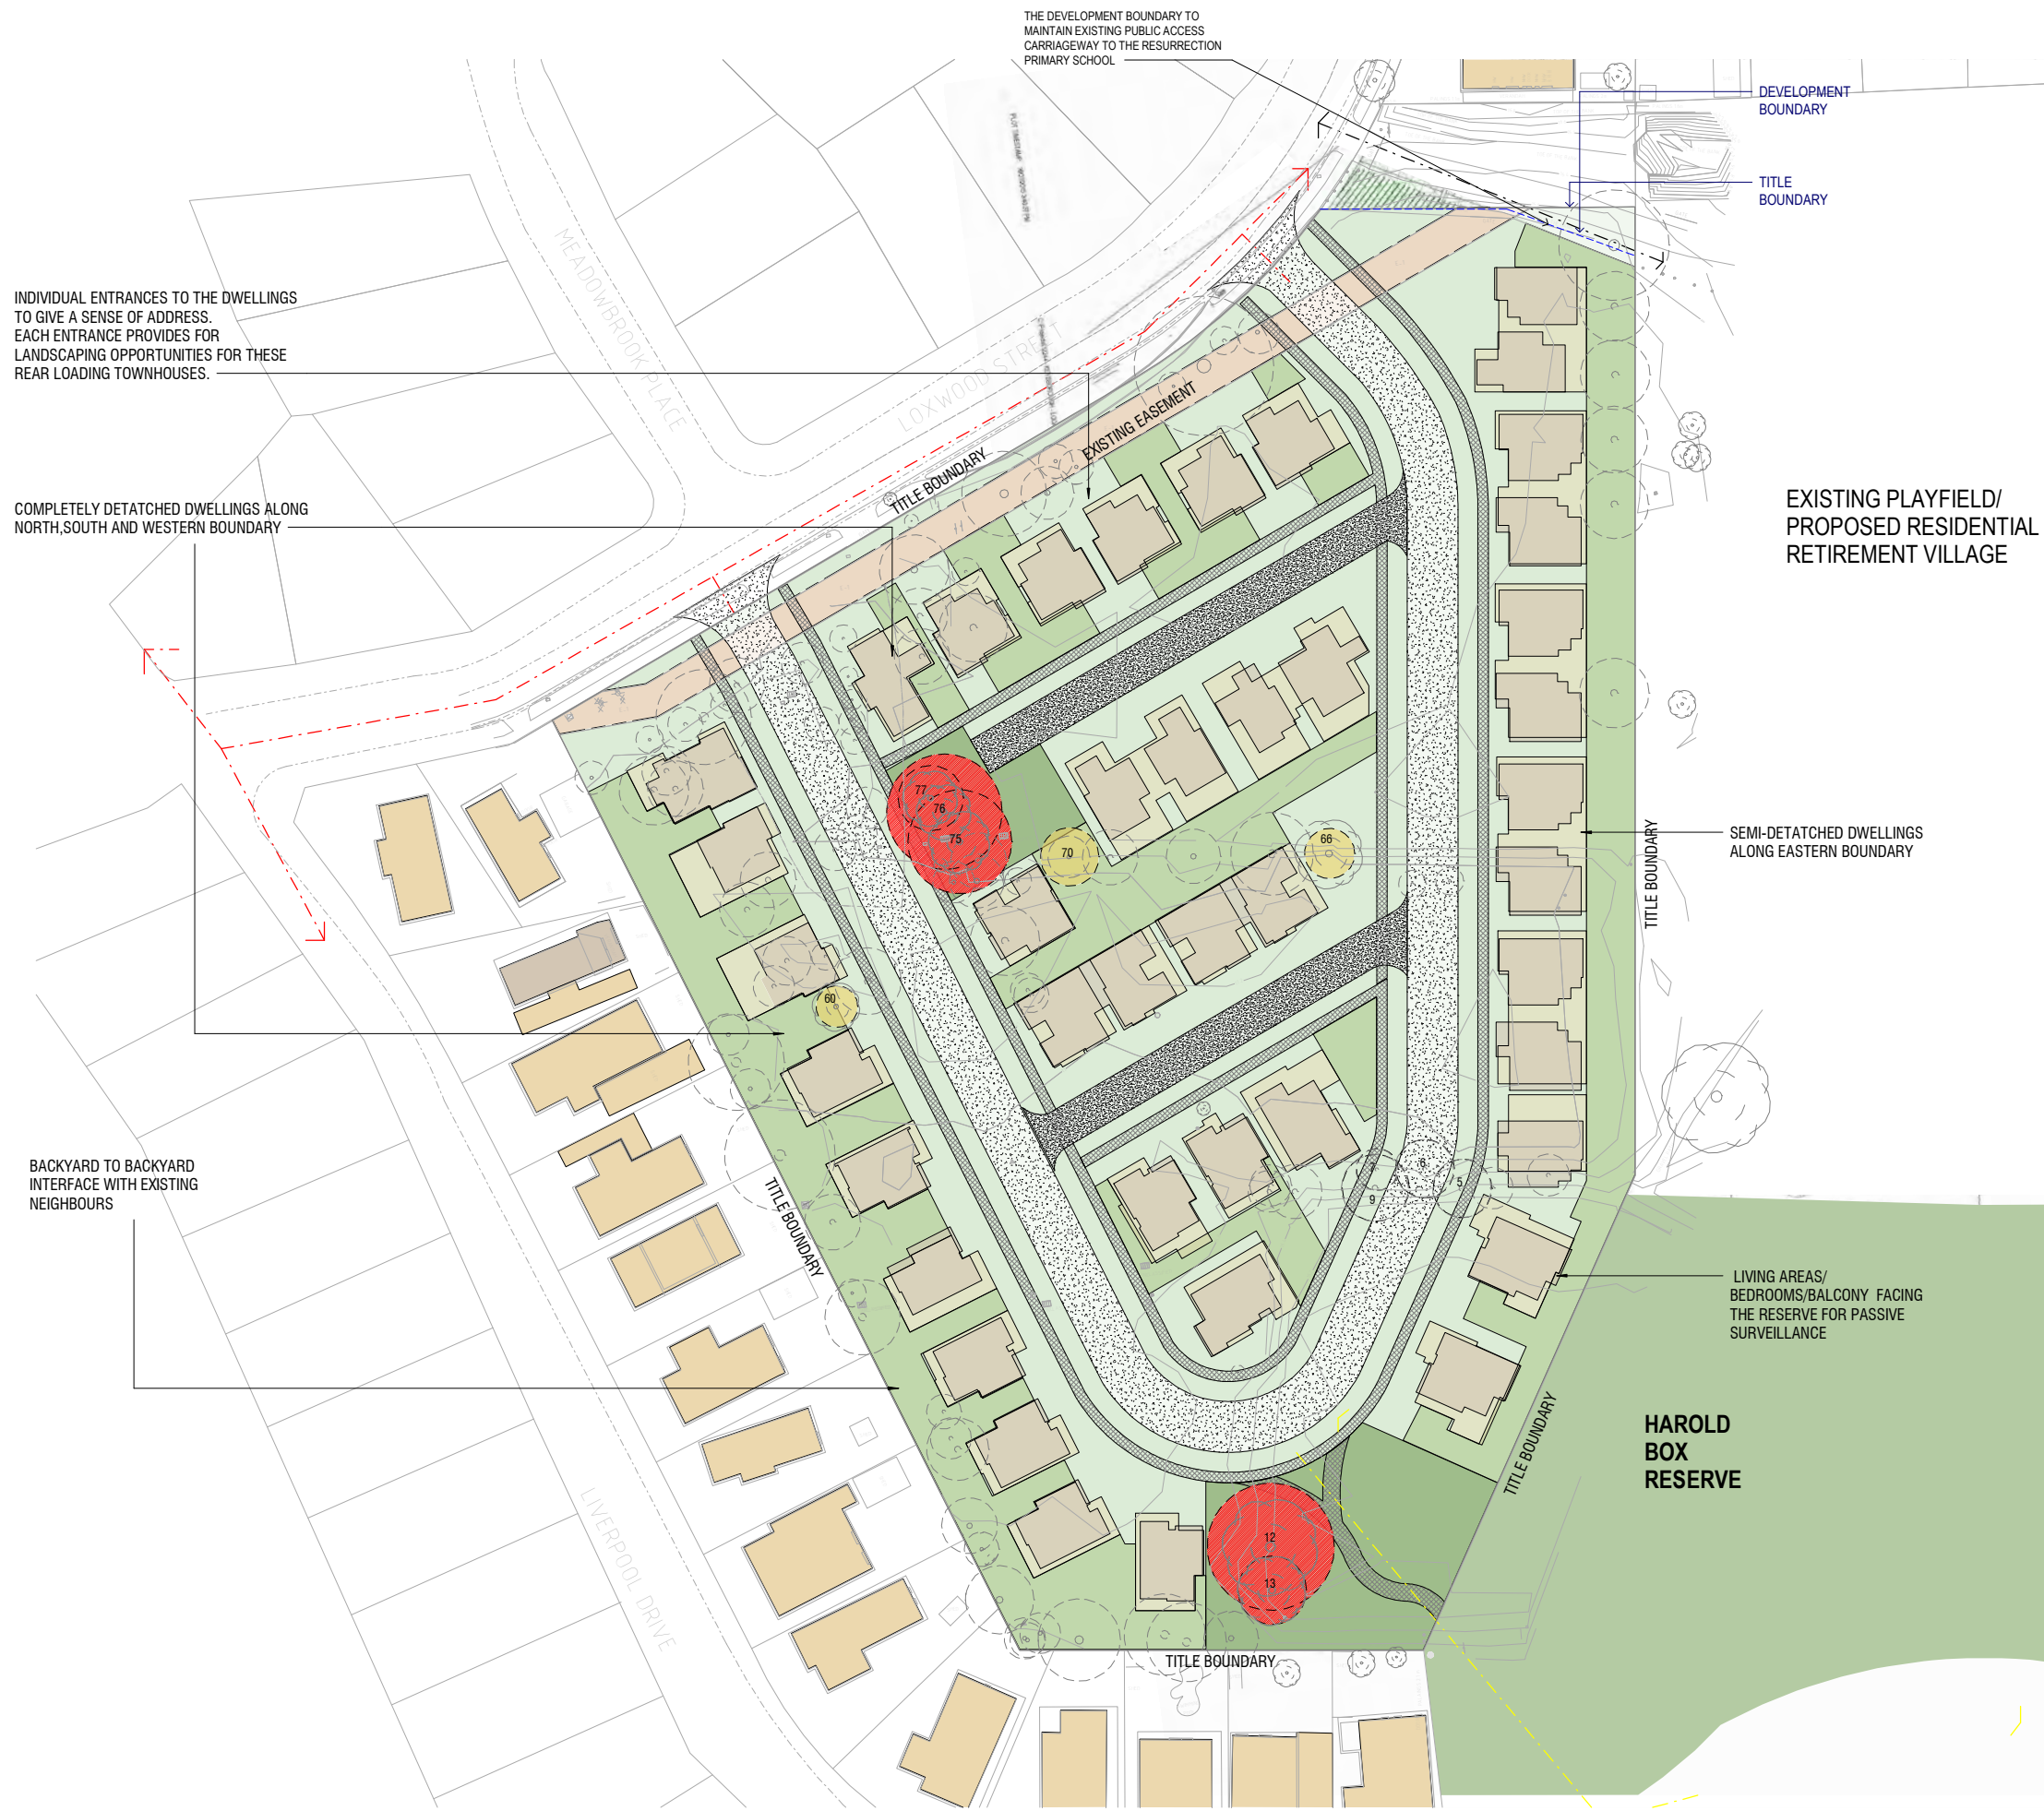 THE DEVELOPMENT BOUNDARY TO
MAINTAIN EXISTING PUBLIC ACCESS
CARRIAGEWAY TO THE RESURRECTION
PRIMARY SCHOOL
DEVELOPMENT
BOUNDARY
TITLE
BOUNDARY
MEADOWBROOK PLACE
INDIVIDUAL ENTRANCES TO THE DWELLINGS
TO GIVE A SENSE OF ADDRESS.
EACH ENTRANCE PROVIDES FOR
LANDSCAPING OPPORTUNITIES FOR THESE
REAR LOADING TOWNHOUSES.
LOXWOOD STREET
EXISTING EASEMENT
TITLE BOUNDARY
COMPLETELY DETATCHED DWELLINGS ALONG
NORTH,SOUTH AND WESTERN BOUNDARY
EXISTING PLAYFIELD/
PROPOSED RESIDENTIAL
RETIREMENT VILLAGE
77
76
75
70
66
60
SEMI-DETATCHED DWELLINGS
ALONG EASTERN BOUNDARY
TITLE BOUNDARY
BACKYARD TO BACKYARD
INTERFACE WITH EXISTING
NEIGHBOURS
TITLE BOUNDARY
7
6
5
9
LIVING AREAS/
BEDROOMS/BALCONY FACING
THE RESERVE FOR PASSIVE
SURVEILLANCE
TITLE BOUNDARY
HAROLD
BOX
RESERVE
LIVERPOOL DRIVE
12
13
TITLE BOUNDARY